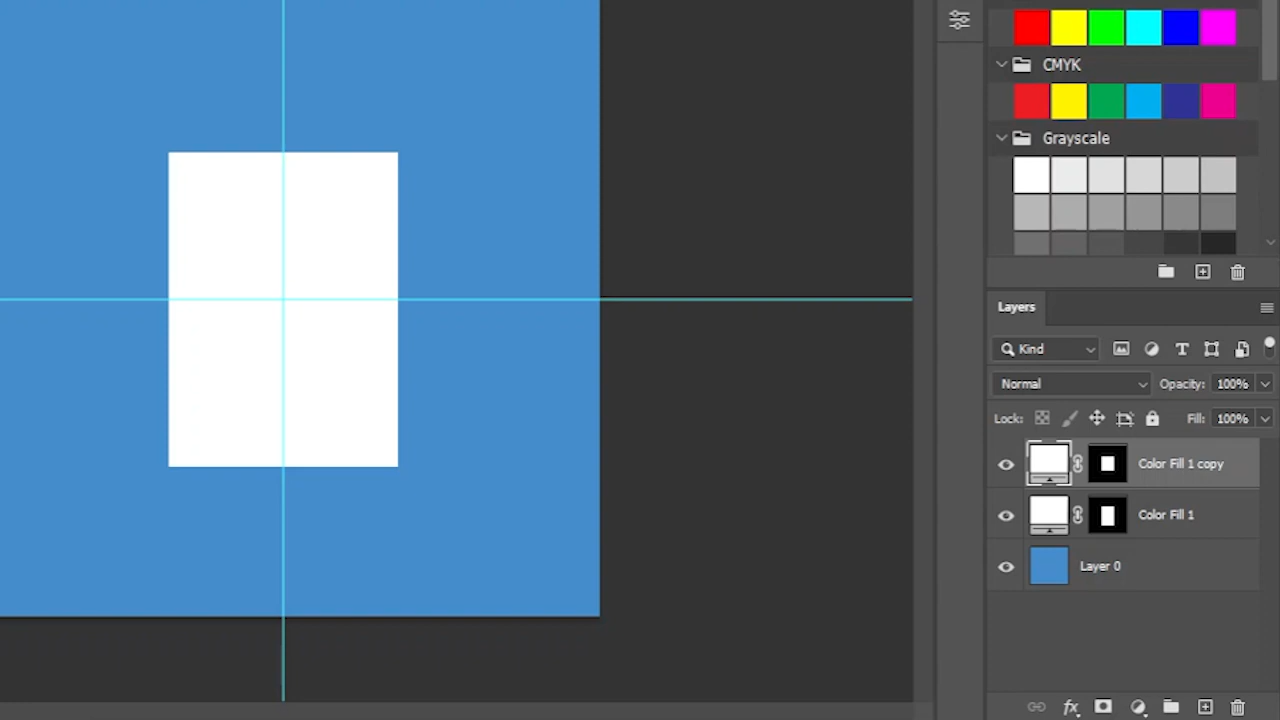 CMYK
Grayscale
Layers
Kind
Normal Opacity: 100%
Lock: Fill: 100%
Color Fill 1 copy
Color Fill 1
Layer 0
fx